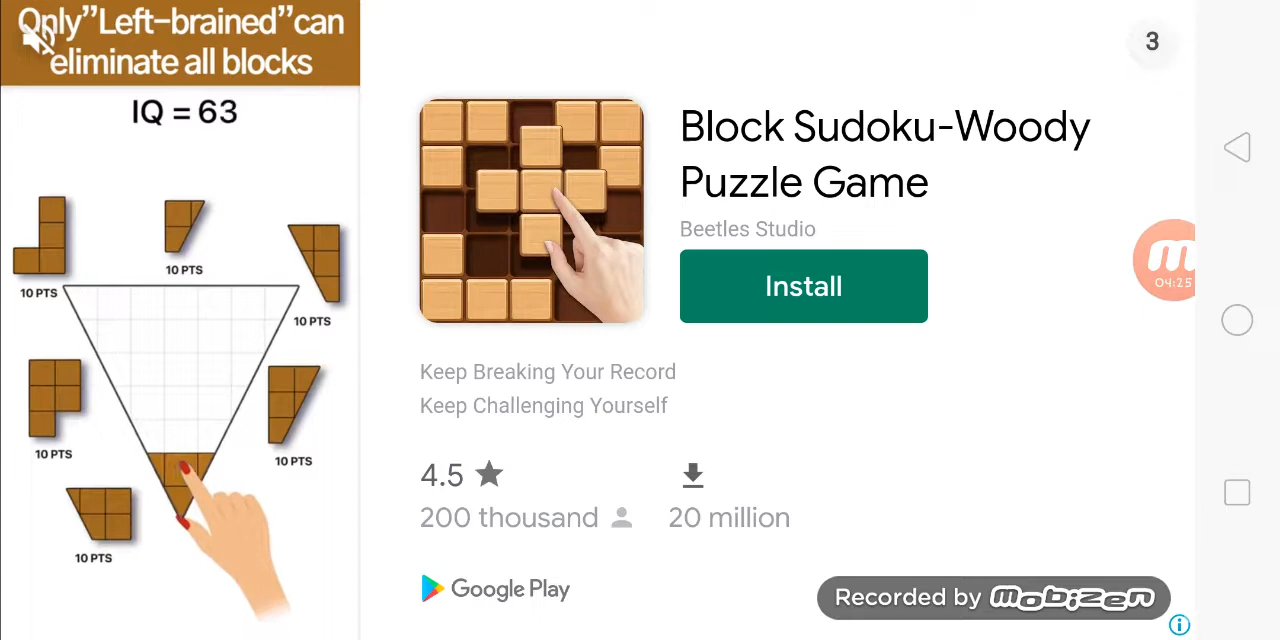 Only"Left-brained"can
eliminate all blocks
IQ = 63
10 PTS
10 PTS
10 PTS
10 PTS
10 PTS
10 PTS
3
Block Sudoku-Woody
Puzzle Game
Beetles Studio
Install
Keep Breaking Your Record
Keep Challenging Yourself
4.5
200 thousand
20 million
Google Play
04:25
Recorded by mobizen